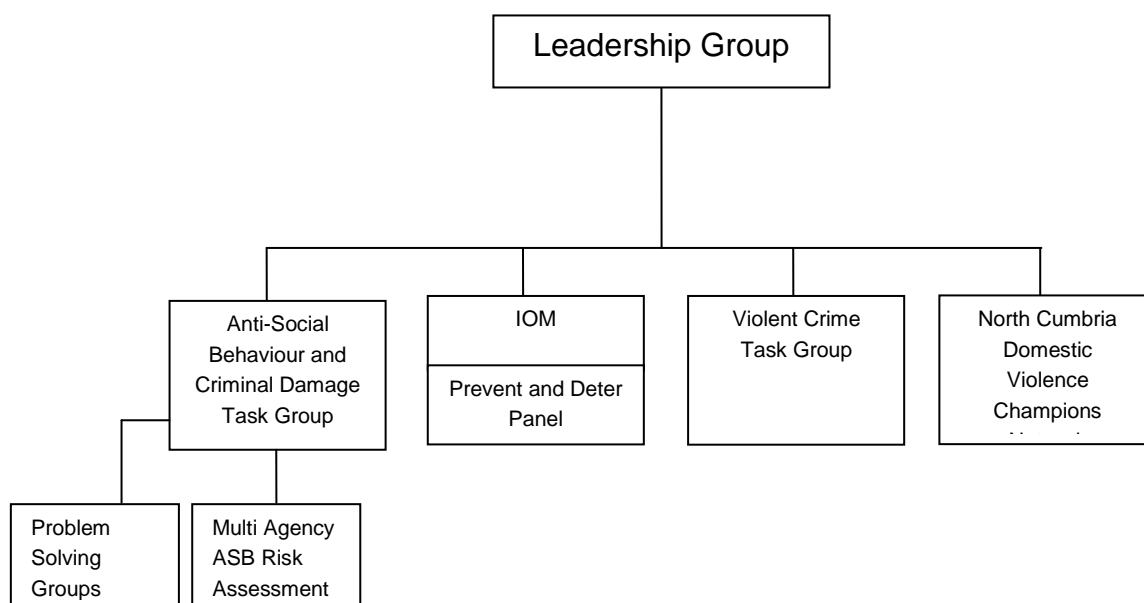 Leadership Group
Anti-Social
Behaviour and
Criminal Damage
Task Group
IOM
Prevent and Deter
Panel
Violent Crime
Task Group
North Cumbria
Domestic
Violence
Champions
Problem
Solving
Groups
Multi Agency
ASB Risk
Assessment